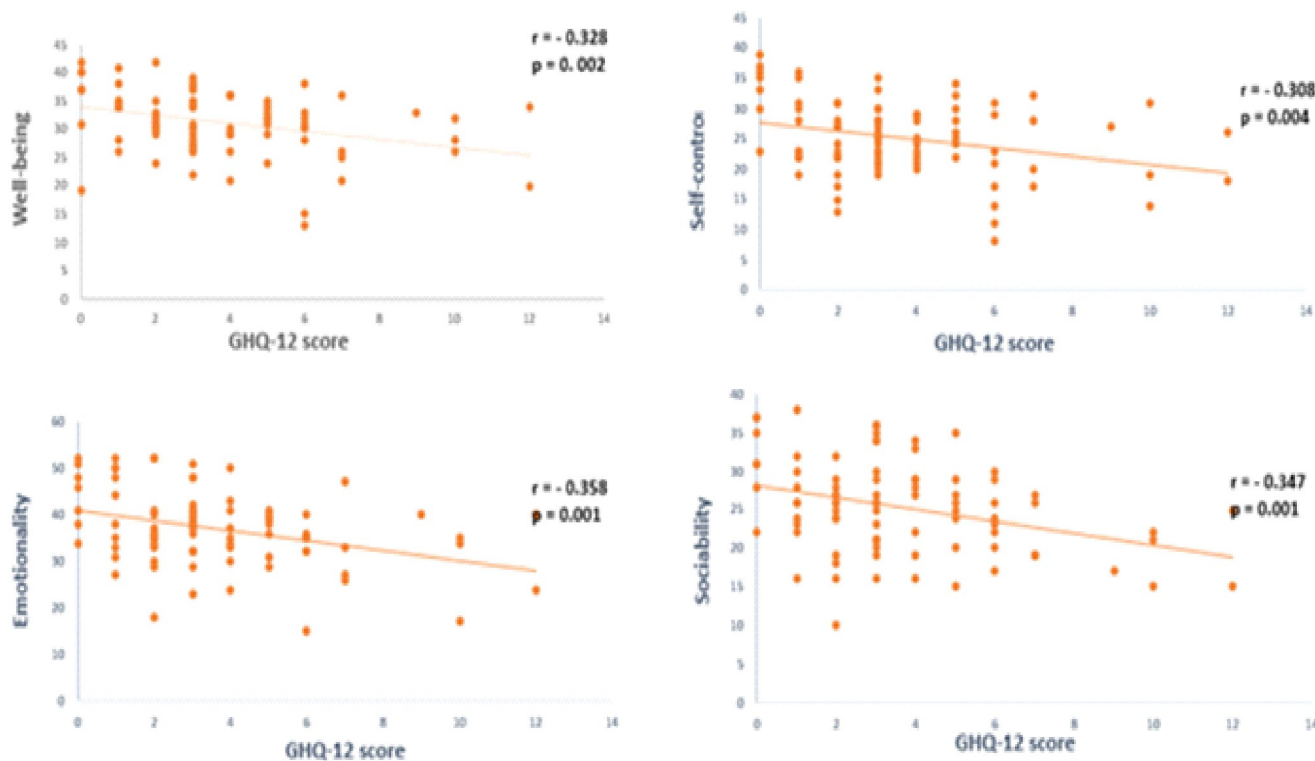 r = - 0.328
p = 0.002
45
40
35
30
25
20
15
10
5
0
Well-being
0 2 4 6 8 10 12 14
GHQ-12 score
r = - 0.308
p = 0.004
45
40
35
30
25
20
15
10
5
0
Self-control
0 2 4 6 8 10 12 14
GHQ-12 score
r = - 0.358
p = 0.001
60
50
40
30
20
10
0
Emotionality
0 2 4 6 8 10 12 14
GHQ-12 score
r = - 0.347
p = 0.001
40
35
30
25
20
15
10
5
0
Sociability
0 2 4 6 8 10 12 14
GHQ-12 score